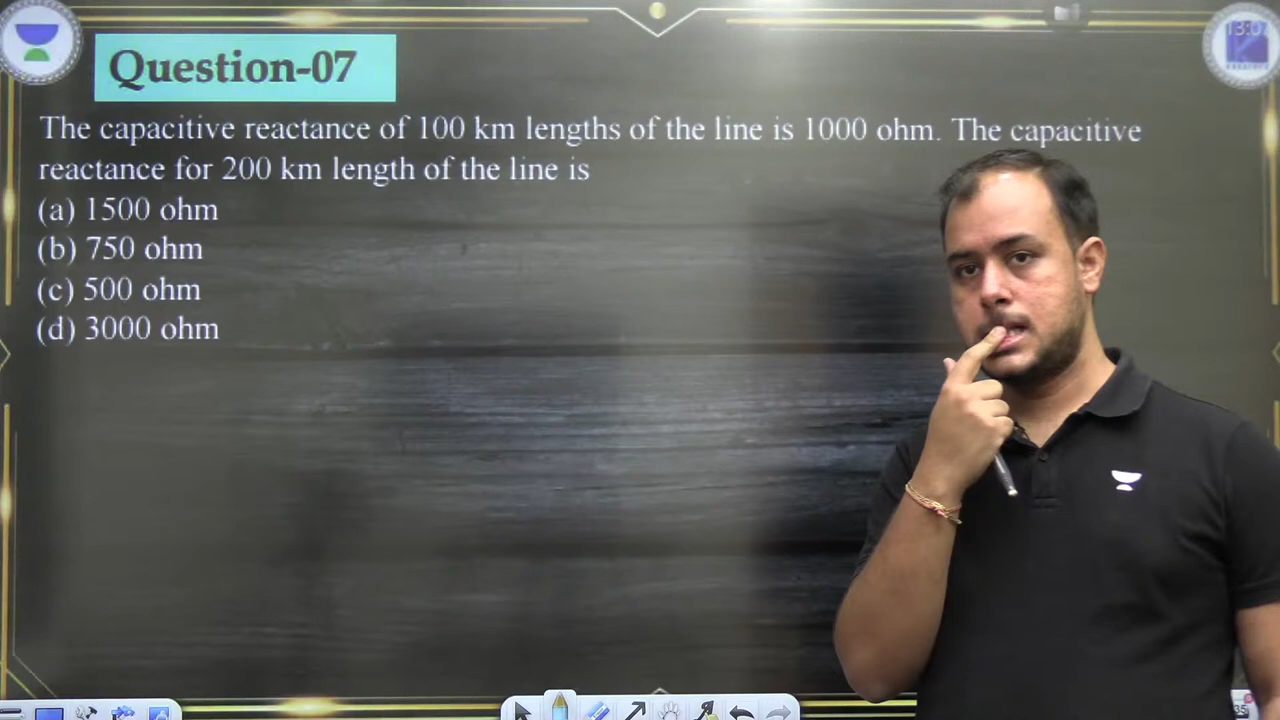 Question-07
The capacitive reactance of 100 km lengths of the line is 1000 ohm. The capacitive
reactance for 200 km length of the line is
(a) 1500 ohm
(b) 750 ohm
(c) 500 ohm
(d) 3000 ohm